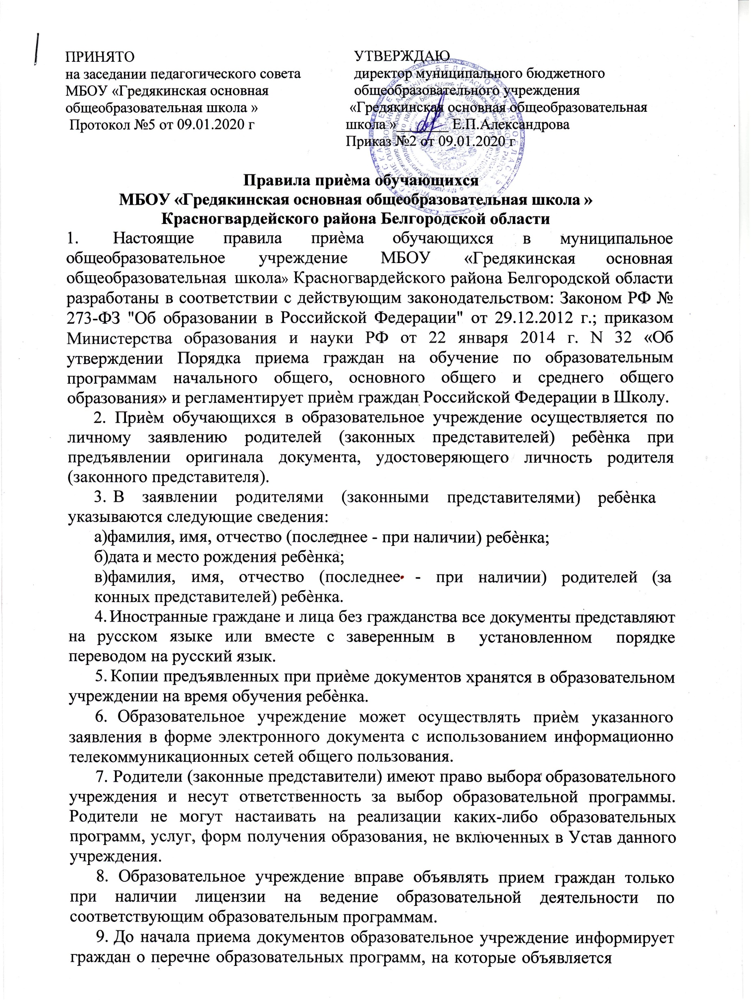 ПРИНЯТО
на заседании педагогического совета
МБОУ «Гредякинская основная
общеобразовательная школа »
Протокол №5 от 09.01.2020 г
УТВЕРЖДАЮ
директор муниципального бюджетного
общеобразовательного учреждения
«Гредякинская основная общеобразовательная
школа »_______ Е.П.Александрова
Приказ №2 от 09.01.2020 г
Правила приѐма обучающихся
МБОУ «Гредякинская основная общеобразовательная школа »
Красногвардейского района Белгородской области
1. Настоящие правила приѐма обучающихся в муниципальное
общеобразовательное учреждение МБОУ «Гредякинская основная
общеобразовательная школа» Красногвардейского района Белгородской области
разработаны в соответствии с действующим законодательством: Законом РФ №
273-ФЗ "Об образовании в Российской Федерации" от 29.12.2012 г.; приказом
Министерства образования и науки РФ от 22 января 2014 г. N 32 «Об
утверждении Порядка приема граждан на обучение по образовательным
программам начального общего, основного общего и среднего общего
образования» и регламентирует приѐм граждан Российской Федерации в Школу.
2. Приѐм обучающихся в образовательное учреждение осуществляется по
личному заявлению родителей (законных представителей) ребѐнка при
предъявлении оригинала документа, удостоверяющего личность родителя
(законного представителя).
3. В заявлении родителями (законными представителями) ребѐнка
указываются следующие сведения:
а)фамилия, имя, отчество (последнее - при наличии) ребѐнка;
б)дата и место рождения ребѐнка;
в)фамилия, имя, отчество (последнее - при наличии) родителей (за
конных представителей) ребѐнка.
4. Иностранные граждане и лица без гражданства все документы представляют
на русском языке или вместе с заверенным в установленном порядке
переводом на русский язык.
5. Копии предъявленных при приѐме документов хранятся в образовательном
учреждении на время обучения ребѐнка.
6. Образовательное учреждение может осуществлять приѐм указанного
заявления в форме электронного документа с использованием информационно
телекоммуникационных сетей общего пользования.
7. Родители (законные представители) имеют право выбора образовательного
учреждения и несут ответственность за выбор образовательной программы.
Родители не могут настаивать на реализации каких-либо образовательных
программ, услуг, форм получения образования, не включенных в Устав данного
учреждения.
8. Образовательное учреждение вправе объявлять прием граждан только
при наличии лицензии на ведение образовательной деятельности по
соответствующим образовательным программам.
9. До начала приема документов образовательное учреждение информирует
граждан о перечне образовательных программ, на которые объявляется